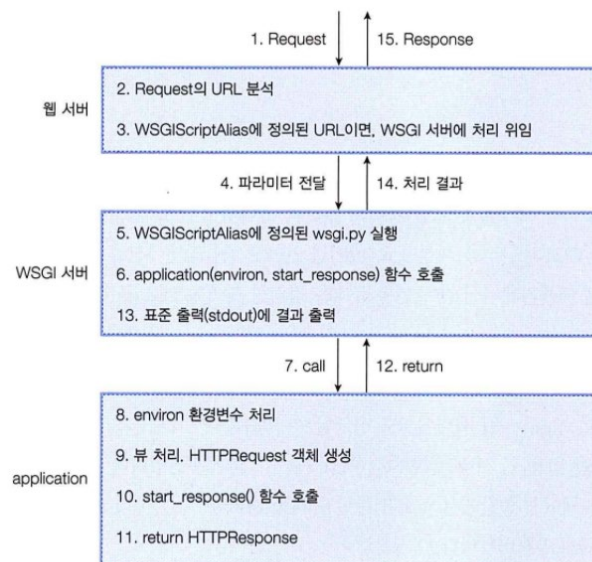 1. Request
15. Response
웹 서버
2. Request의 URL 분석
3. WSGIScriptAlias에 정의된 URL이면, WSGI 서버에 처리 위임
4. 파라미터 전달
14. 처리 결과
WSGI 서버
5. WSGIScriptAlias에 정의된 wsgi.py 실행
6. application(environ, start_response) 함수 호출
13. 표준 출력(stdout)에 결과 출력
7. call
12. return
application
8. environ 환경변수 처리
9. 뷰 처리, HTTPRequest 객체 생성
10. start_response() 함수 호출
11. return HTTPResponse